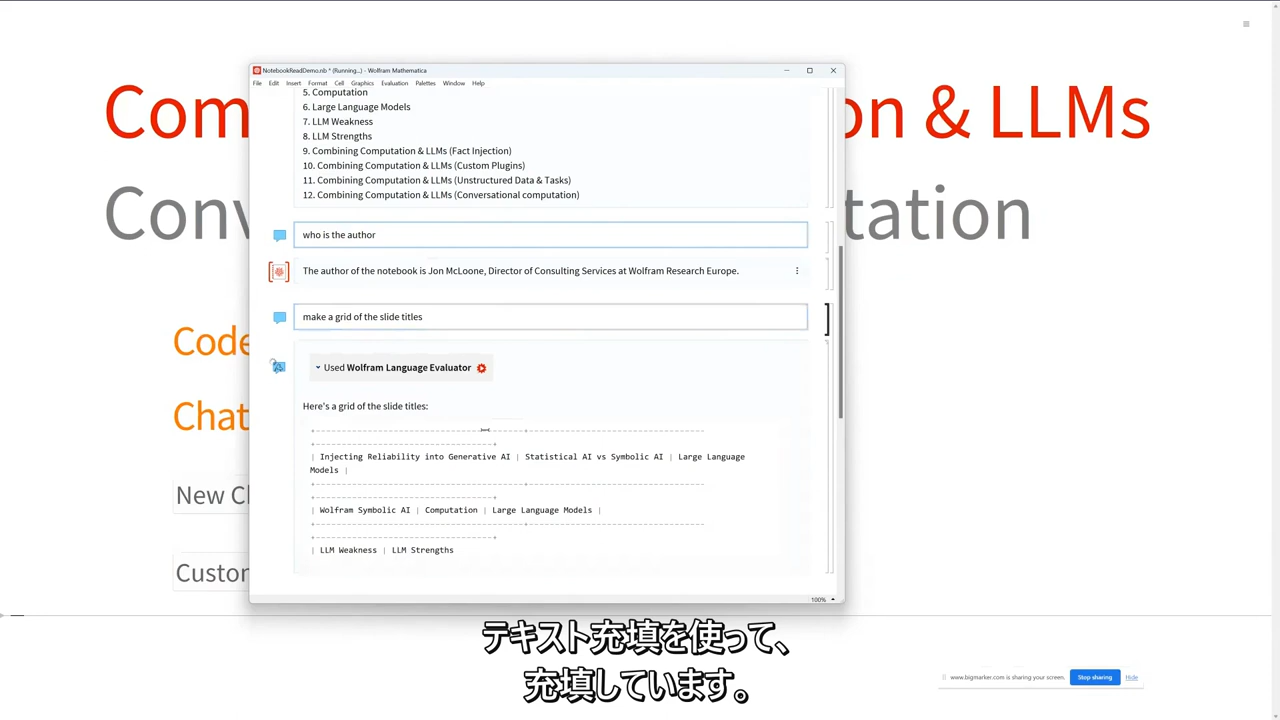 Com
on & LLMs
Conv
tation
Code
Chat
New Cl
Custon
NotebookReadDemo.nb * (Running...) - Wolfram Mathematica
File Edit Insert Format Cell Graphics Evaluation Palettes Window Help
5. Computation
6. Large Language Models
7. LLM Weakness
8. LLM Strengths
9. Combining Computation & LLMs (Fact Injection)
10. Combining Computation & LLMs (Custom Plugins)
11. Combining Computation & LLMs (Unstructured Data & Tasks)
12. Combining Computation & LLMs (Conversational computation)
who is the author
The author of the notebook is Jon McLoone, Director of Consulting Services at Wolfram Research Europe.
make a grid of the slide titles
Used Wolfram Language Evaluator
Here's a grid of the slide titles:
| Injecting Reliability into Generative AI | Statistical AI vs Symbolic AI | Large Language
Models |
| Wolfram Symbolic AI | Computation | Large Language Models |
| LLM Weakness | LLM Strengths
100%
テキスト充填を使って、
充填しています。
www.bigmarker.com is sharing your screen. Stop sharing Hide